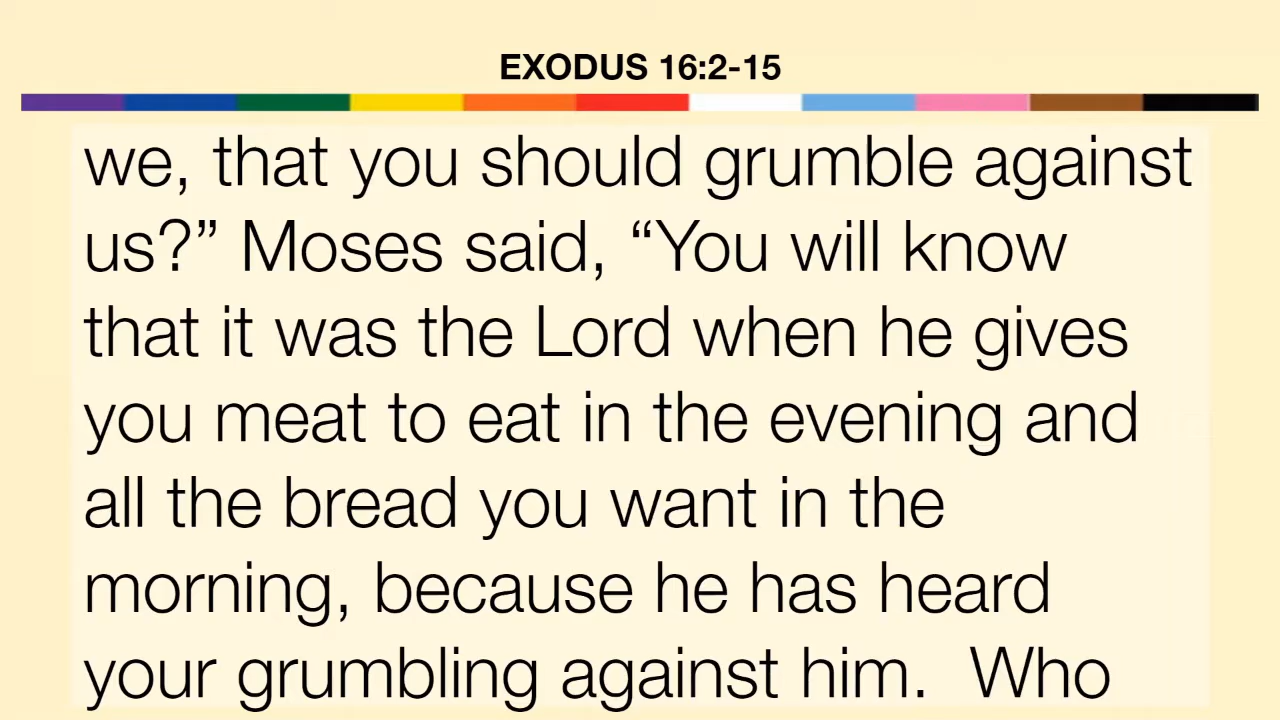 EXODUS 16:2-15
we, that you should grumble against
us?” Moses said, “You will know
that it was the Lord when he gives
you meat to eat in the evening and
all the bread you want in the
morning, because he has heard
your grumbling against him.  Who